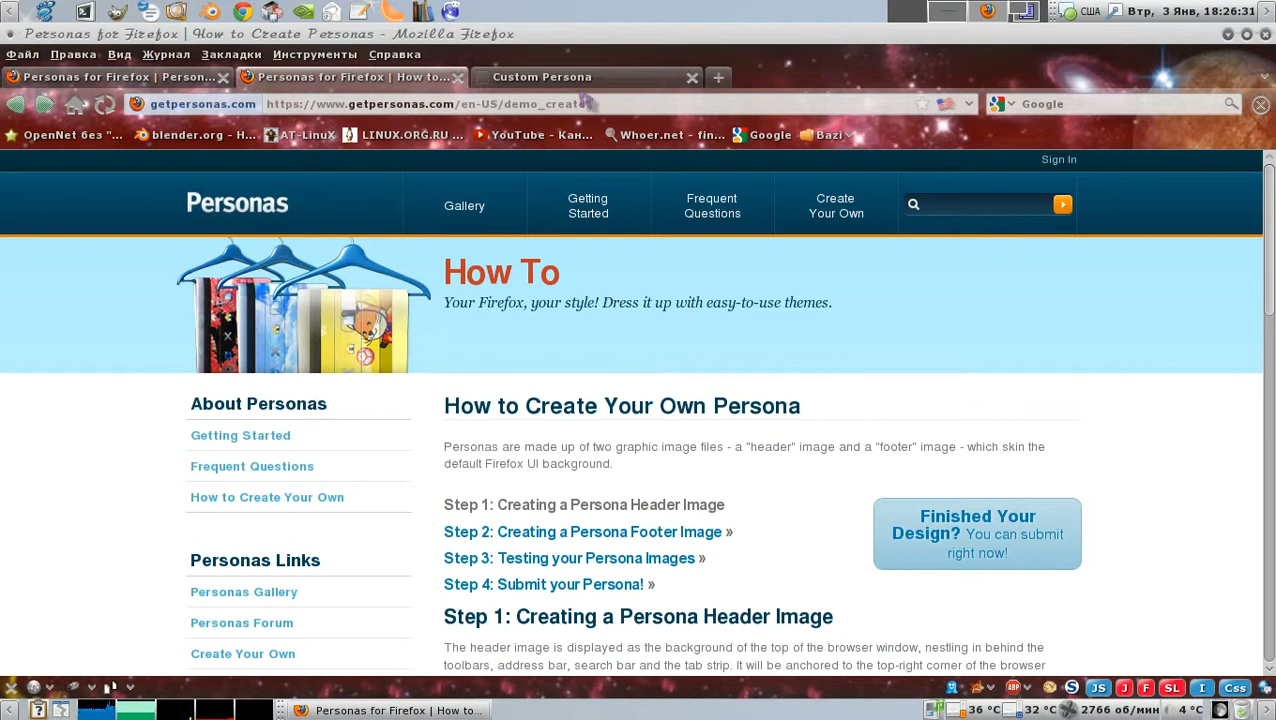 США Втр, 3 Янв, 18:26:31
Personas for Firefox | How to Create Personas - Mozilla Firefox
Файл Правка Вид Журнал Закладки Инструменты Справка
Personas for Firefox | Person... Personas for Firefox | How to... Custom Persona
getpersonas.com https://www.getpersonas.com/en-US/demo_create Google
OpenNet без "... blender.org - H... AT-LinuX LINUX.ORG.RU ... YouTube - Кан... Whoer.net - fin... Google Bazi
Sign In
Personas Gallery Getting Started Frequent Questions Create Your Own
How To
Your Firefox, your style! Dress it up with easy-to-use themes.
About Personas
Getting Started
Frequent Questions
How to Create Your Own
Personas Links
Personas Gallery
Personas Forum
Create Your Own
How to Create Your Own Persona
Personas are made up of two graphic image files - a "header" image and a "footer" image - which skin the
default Firefox UI background.
Step 1: Creating a Persona Header Image
Step 2: Creating a Persona Footer Image »
Step 3: Testing your Persona Images »
Step 4: Submit your Persona! »
Finished Your
Design? You can submit
right now!
Step 1: Creating a Persona Header Image
The header image is displayed as the background of the top of the browser window, nestling in behind the
toolbars, address bar, search bar and the tab strip. It will be anchored to the top-right corner of the browser
ABP S JS J F SL I Css
Personas for Firefox | How to... 36 °C 32 °C 2766 об/мин 4 °C